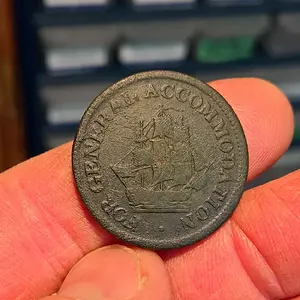 FOR GENERAL ACCOMMODATION